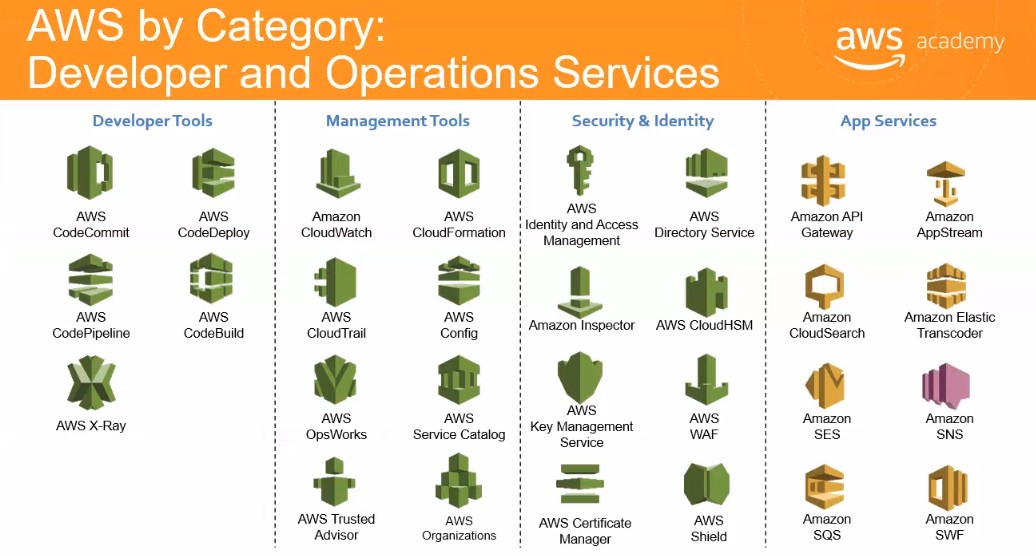 AWS by Category:
Developer and Operations Services
aws academy
Developer Tools
AWS
CodeCommit
AWS
CodeDeploy
AWS
CodePipeline
AWS
CodeBuild
AWS X-Ray
Management Tools
Amazon
CloudWatch
AWS
CloudFormation
AWS
CloudTrail
AWS
Config
AWS
OpsWorks
AWS
Service Catalog
AWS Trusted
Advisor
AWS
Organizations
Security & Identity
AWS
Identity and Access
Management
AWS
Directory Service
Amazon Inspector
AWS CloudHSM
AWS
Key Management
Service
AWS
WAF
AWS Certificate
Manager
AWS
Shield
App Services
Amazon API
Gateway
Amazon
AppStream
Amazon
CloudSearch
Amazon Elastic
Transcoder
Amazon
SES
Amazon
SNS
Amazon
SQS
Amazon
SWF